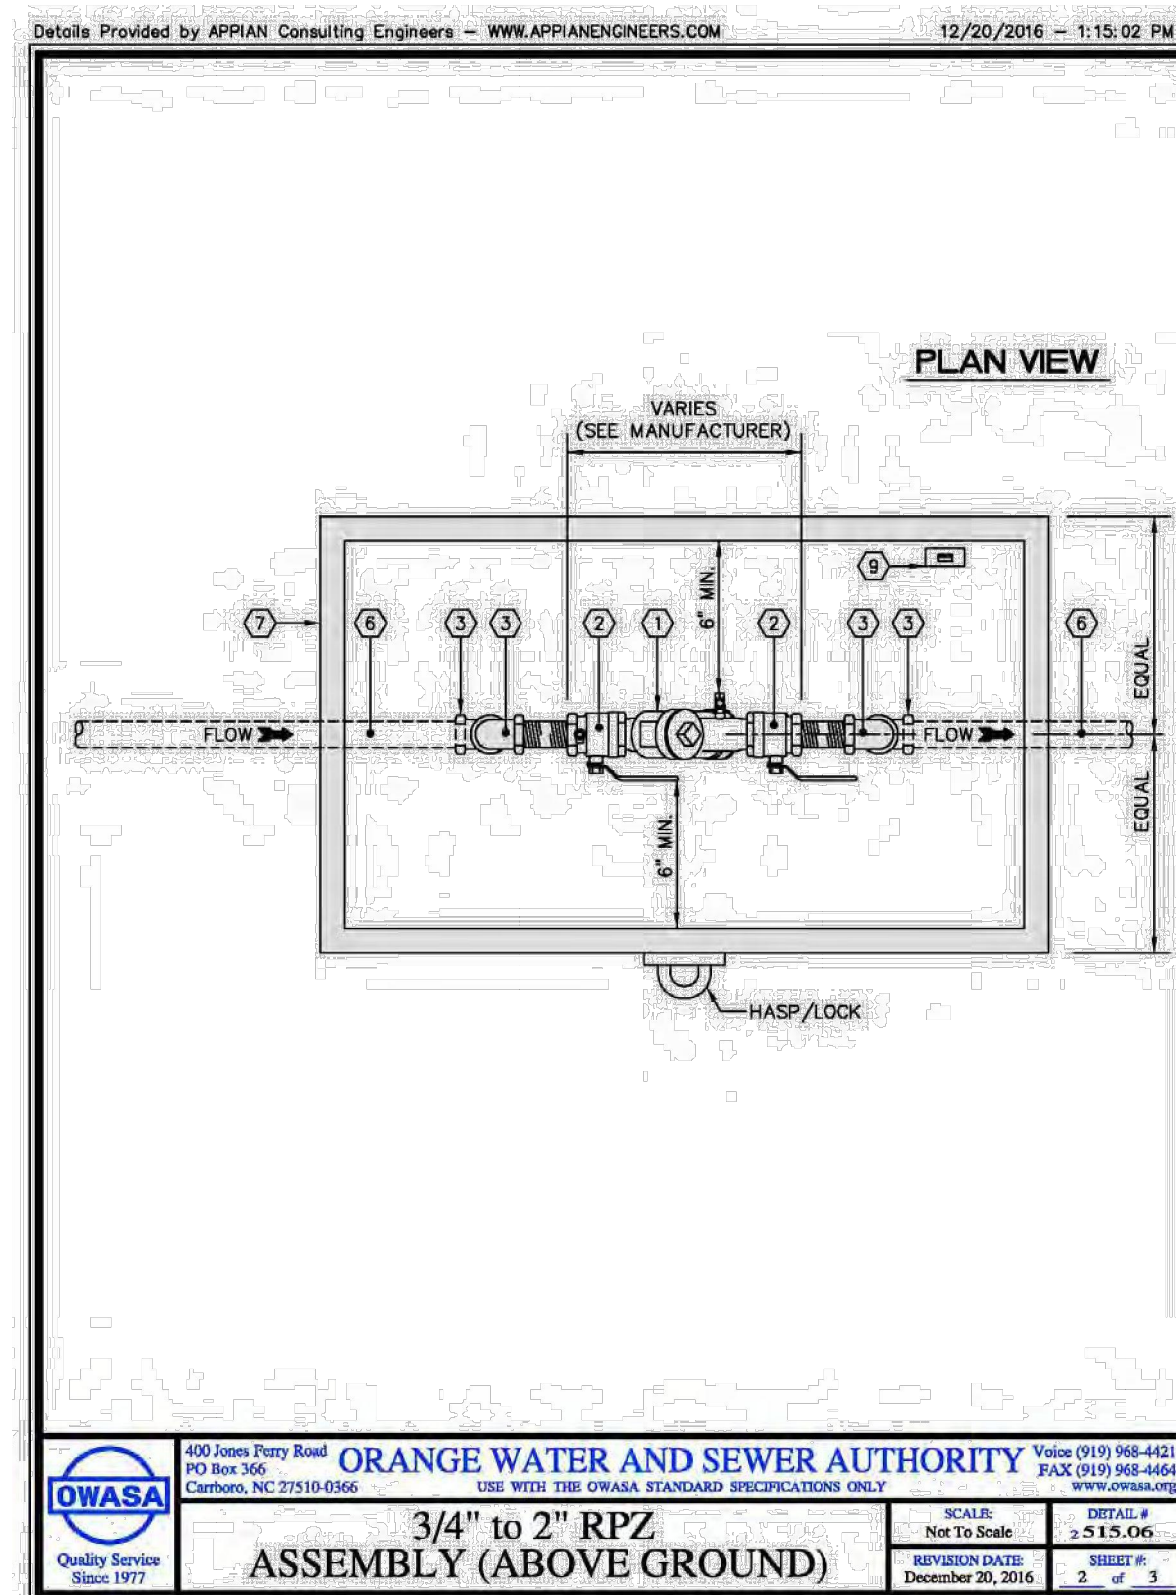 Details Provided by APPIAN Consulting Engineers - WWW.APPIANENGINEERS.COM
12/20/2016 - 1:15:02 PM
PLAN VIEW
VARIES
(SEE MANUFACTURER)
9
6" MIN.
7
6
3
3
2
1
2
3
3
6
EQUAL
FLOW
FLOW
EQUAL
6" MIN.
HASP/LOCK
OWASA
Quality Service
Since 1977
400 Jones Ferry Road
PO Box 366
Carrboro, NC 27510-0366
ORANGE WATER AND SEWER AUTHORITY
USE WITH THE OWASA STANDARD SPECIFICATIONS ONLY
Voice (919) 968-4421
FAX (919) 968-4464
www.owasa.org
3/4" to 2" RPZ
ASSEMBLY (ABOVE GROUND)
SCALE:
Not To Scale
DETAIL #
2 515.06
REVISION DATE:
December 20, 2016
SHEET #:
2 of 3